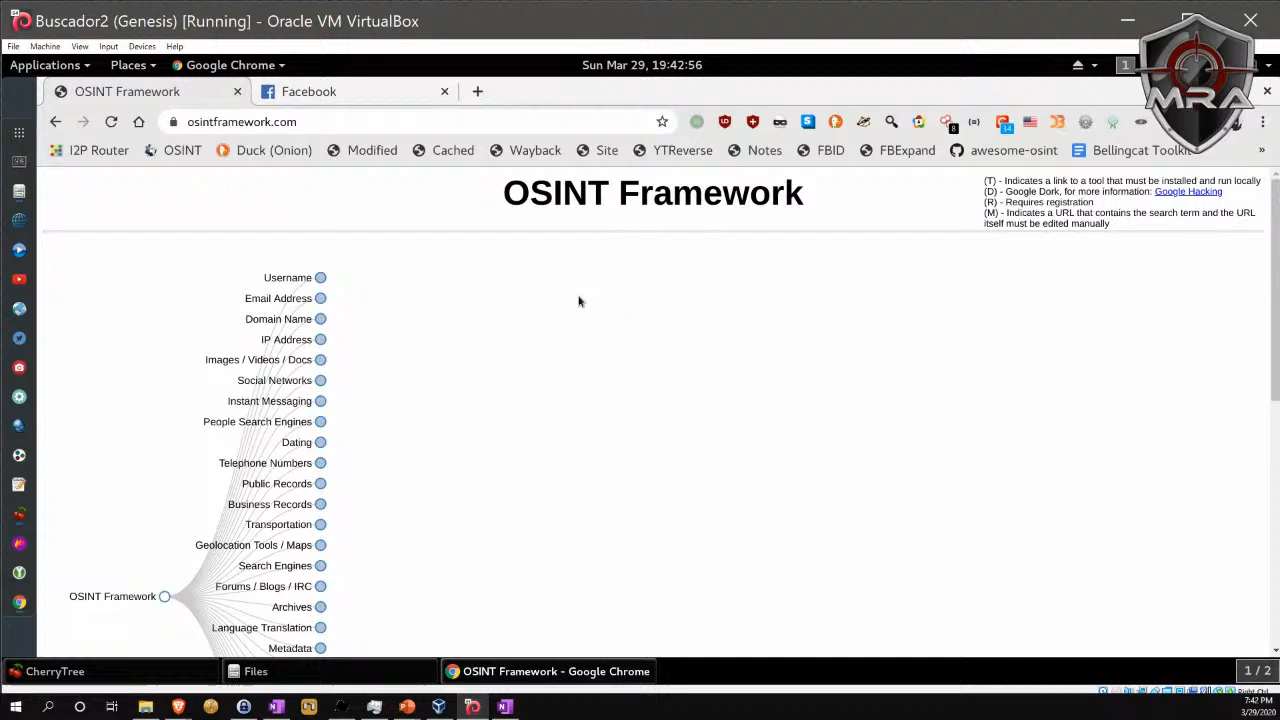 Buscador2 (Genesis) [Running] - Oracle VM VirtualBox
File Machine View Input Devices Help
Applications Places Google Chrome Sun Mar 29, 19:42:56 1
MRA
OSINT Framework Facebook
osintframework.com 8 34
I2P Router OSINT Duck (Onion) Modified Cached Wayback Site YTReverse Notes FBID FBExpand awesome-osint Bellingcat Toolkit
OSINT Framework
(T) - Indicates a link to a tool that must be installed and run locally
(D) - Google Dork, for more information: Google Hacking
(R) - Requires registration
(M) - Indicates a URL that contains the search term and the URL
itself must be edited manually
Username
Email Address
Domain Name
IP Address
Images / Videos / Docs
Social Networks
Instant Messaging
People Search Engines
Dating
Telephone Numbers
Public Records
Business Records
Transportation
Geolocation Tools / Maps
Search Engines
Forums / Blogs / IRC
OSINT Framework
Archives
Language Translation
Metadata
CherryTree Files OSINT Framework - Google Chrome 1 / 2
Right Ctrl
7:42 PM
3/29/2020